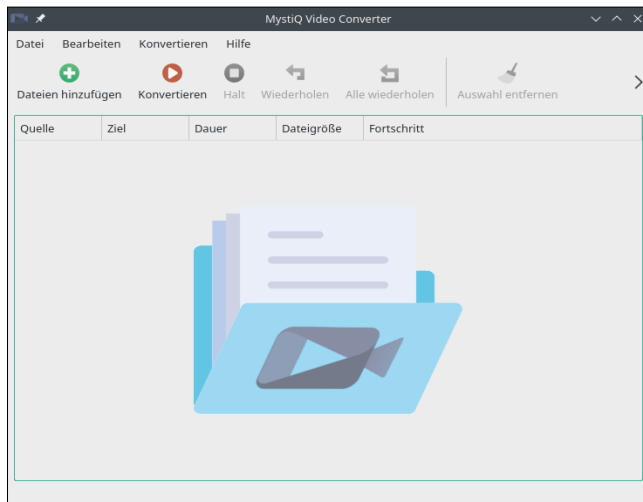 MystiQ Video Converter
Datei Bearbeiten Konvertieren Hilfe
Dateien hinzufügen Konvertieren Halt Wiederholen Alle wiederholen Auswahl entfernen
Quelle Ziel Dauer Dateigröße Fortschritt